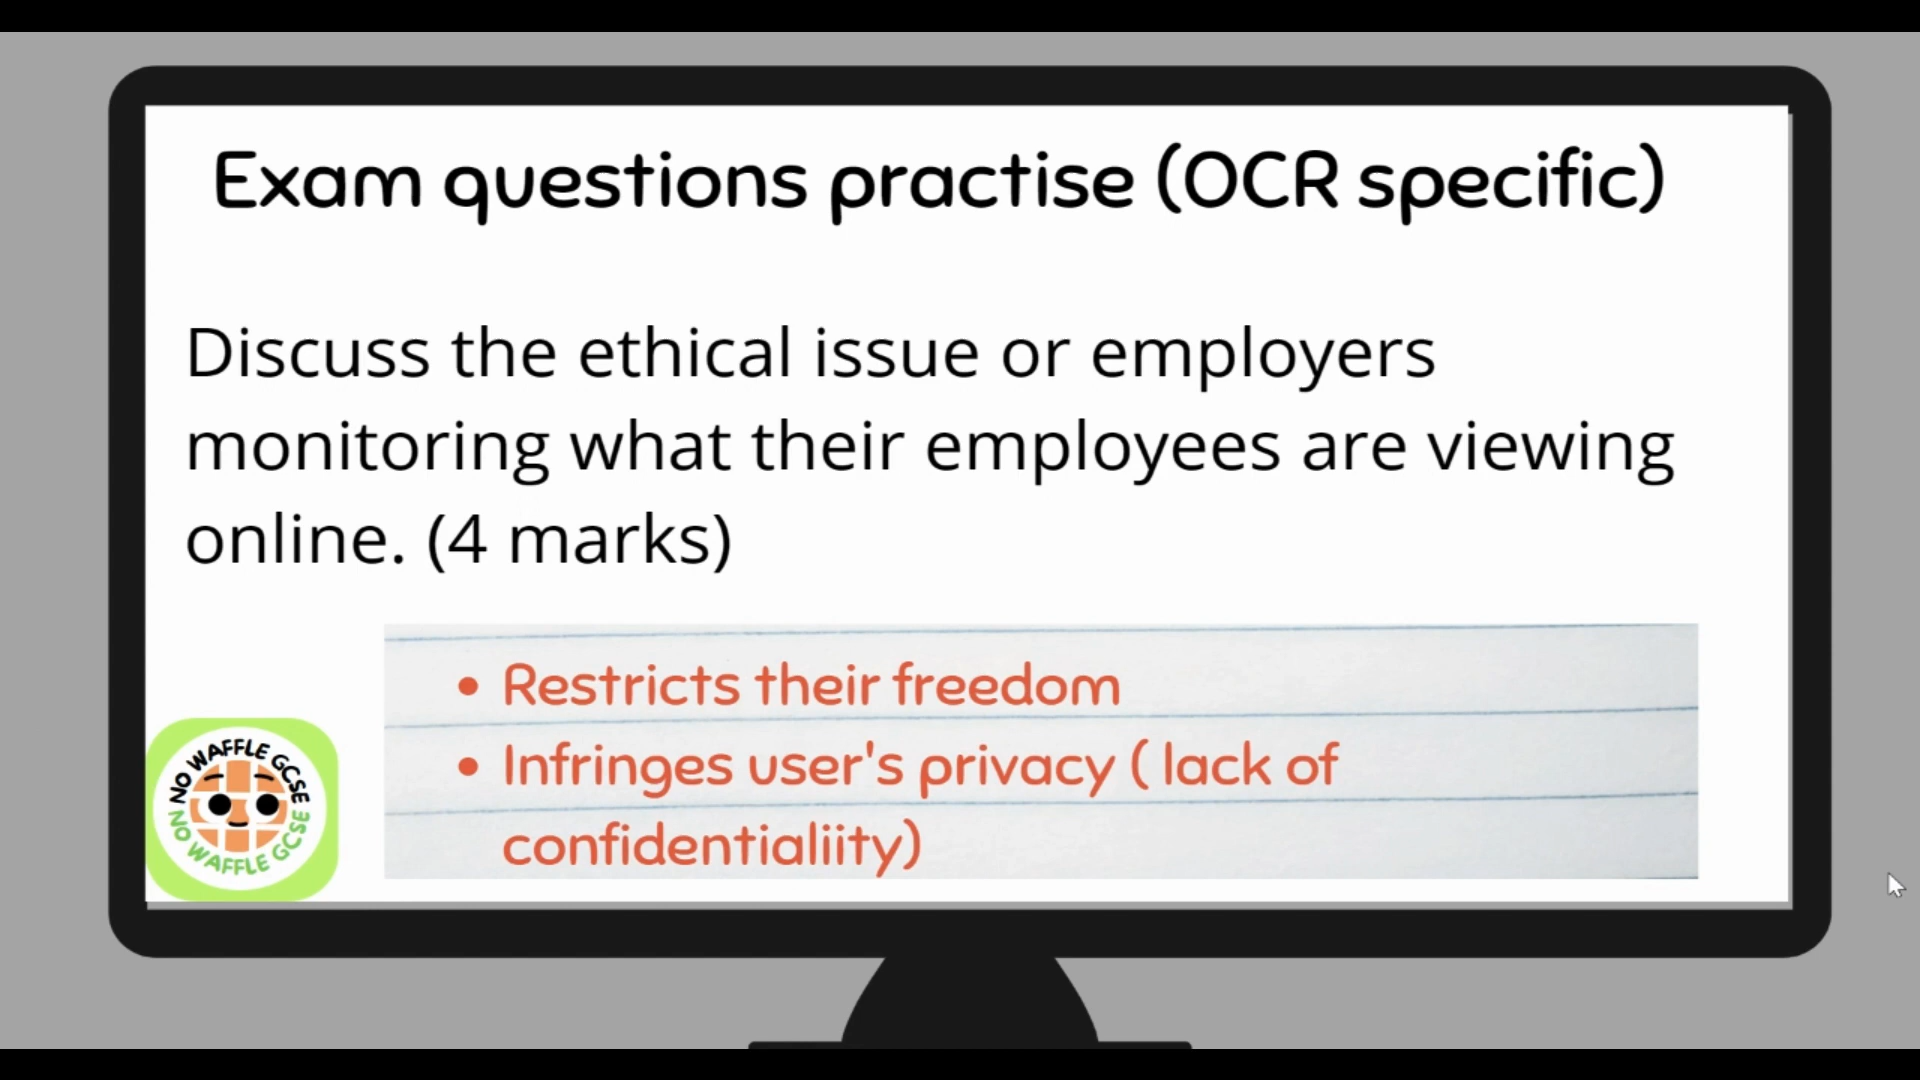 Exam questions practise (OCR specific)
Discuss the ethical issue or employers
monitoring what their employees are viewing
online. (4 marks)
• Restricts their freedom
• Infringes user's privacy ( lack of
confidentialiity)
NO WAFFLE GCSE
NO WAFFLE GCSE